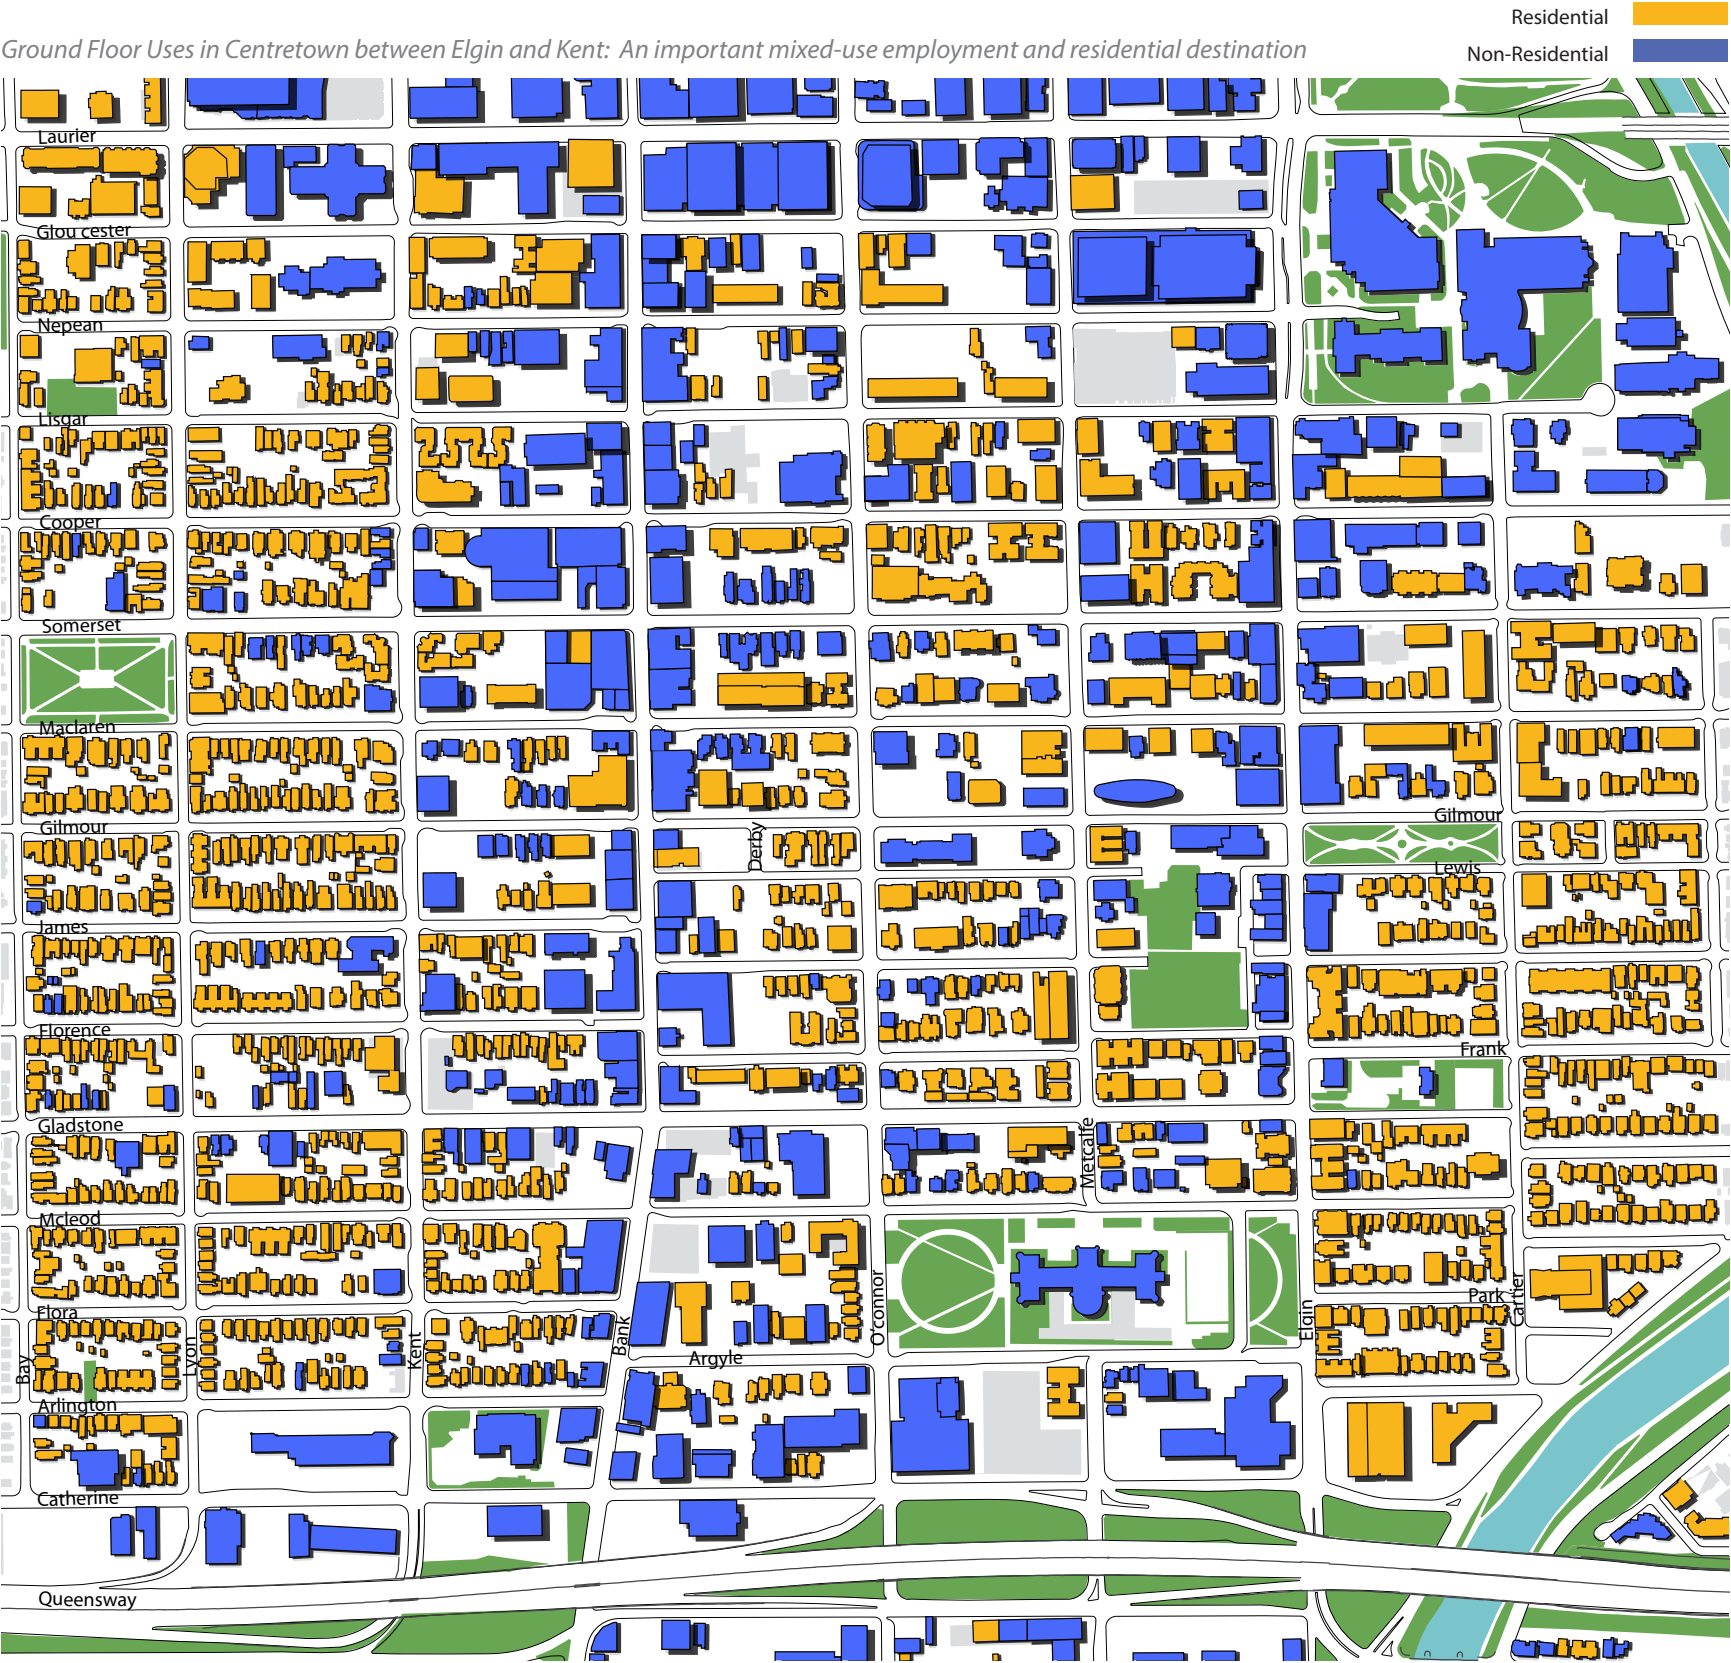 Residential
Ground Floor Uses in Centretown between Elgin and Kent: An important mixed-use employment and residential destination
Non-Residential
Laurier
Glou cester
Nepean
Lisgar
Cooper
Somerset
Maclaren
Gilmour
Gilmour
Derby
Lewis
James
Florence
Frank
Gladstone
Metcalfe
Mcleod
O'connor
Cartier
Park
Flora
Elgin
Bank
Kent
Lyon
Bay
Argyle
Arlington
Catherine
Queensway